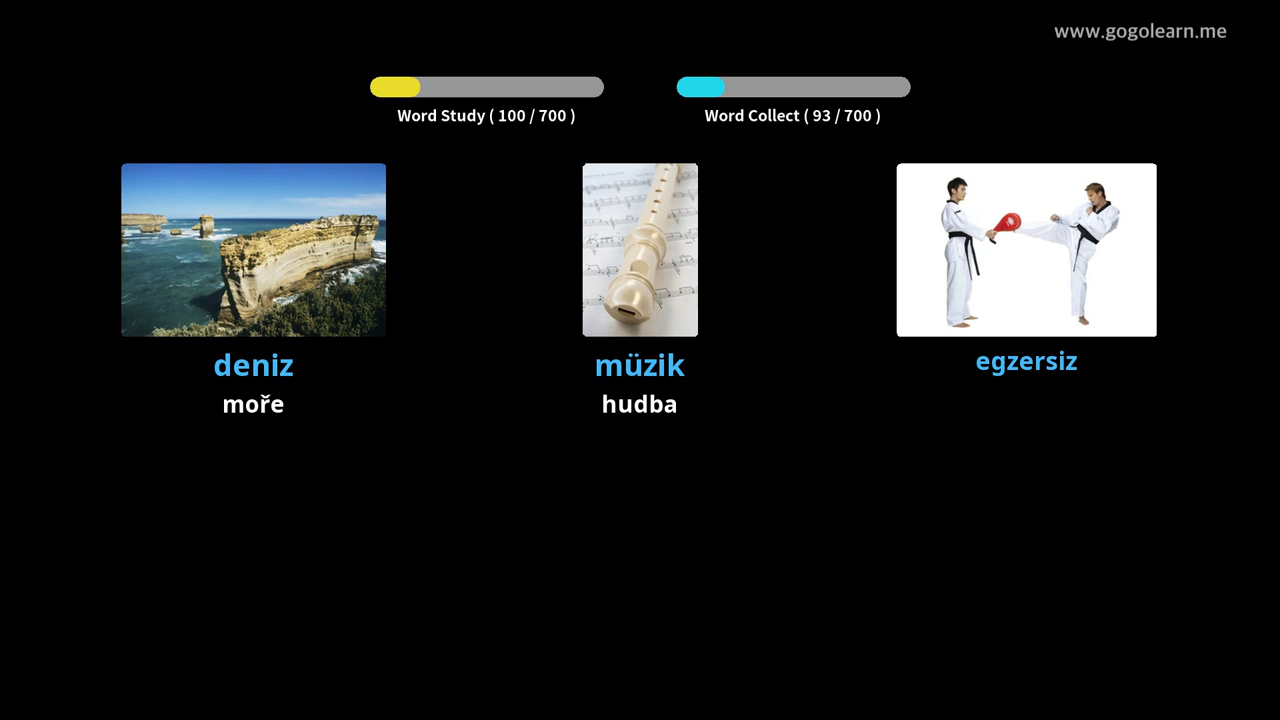 www.gogolearn.me
Word Study ( 100 / 700 )
Word Collect ( 93 / 700 )
deniz
moře
müzik
hudba
egzersiz